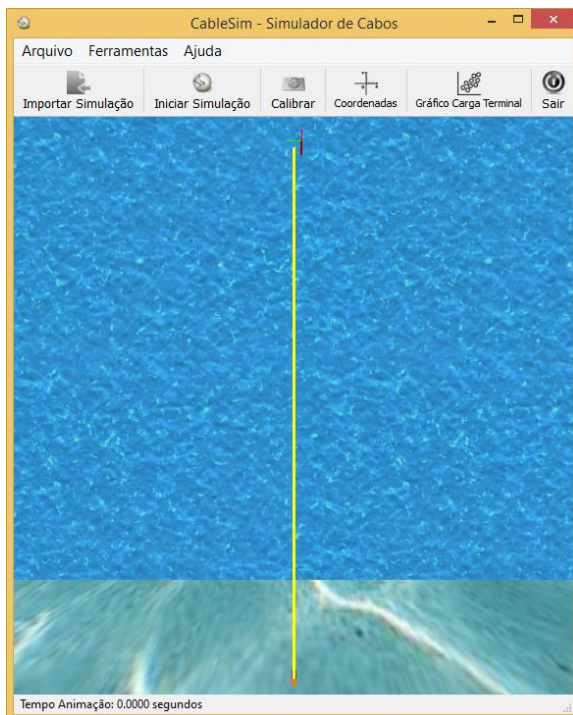 CableSim - Simulador de Cabos
Arquivo Ferramentas Ajuda
Importar Simulação Iniciar Simulação Calibrar Coordenadas Gráfico Carga Terminal Sair
Tempo Animação: 0.0000 segundos